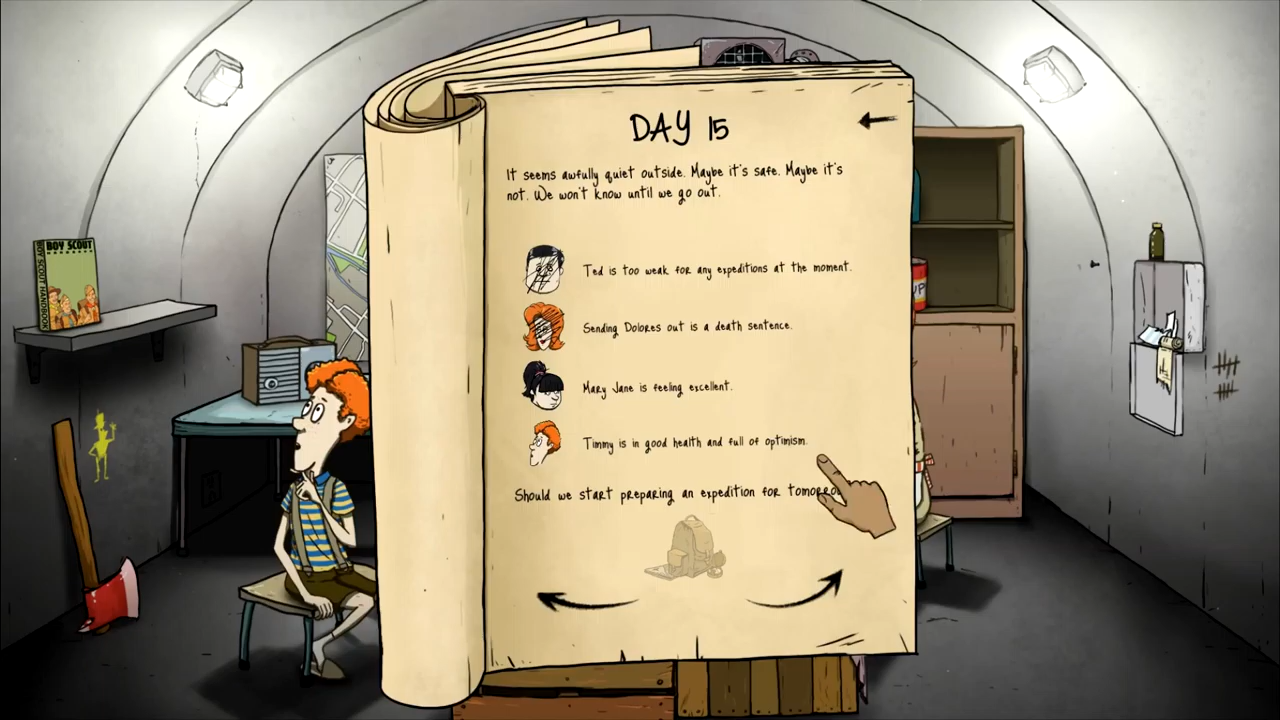 DAY 15
It seems awfully quiet outside. Maybe it's safe. Maybe it's
not. We won't know until we go out.
Ted is too weak for any expeditions at the moment.
Sending Dolores out is a death sentence.
Mary Jane is feeling excellent.
Timmy is in good health and full of optimism.
Should we start preparing an expedition for
BOY SCOUT
BOY SCOUT HANDBOOK